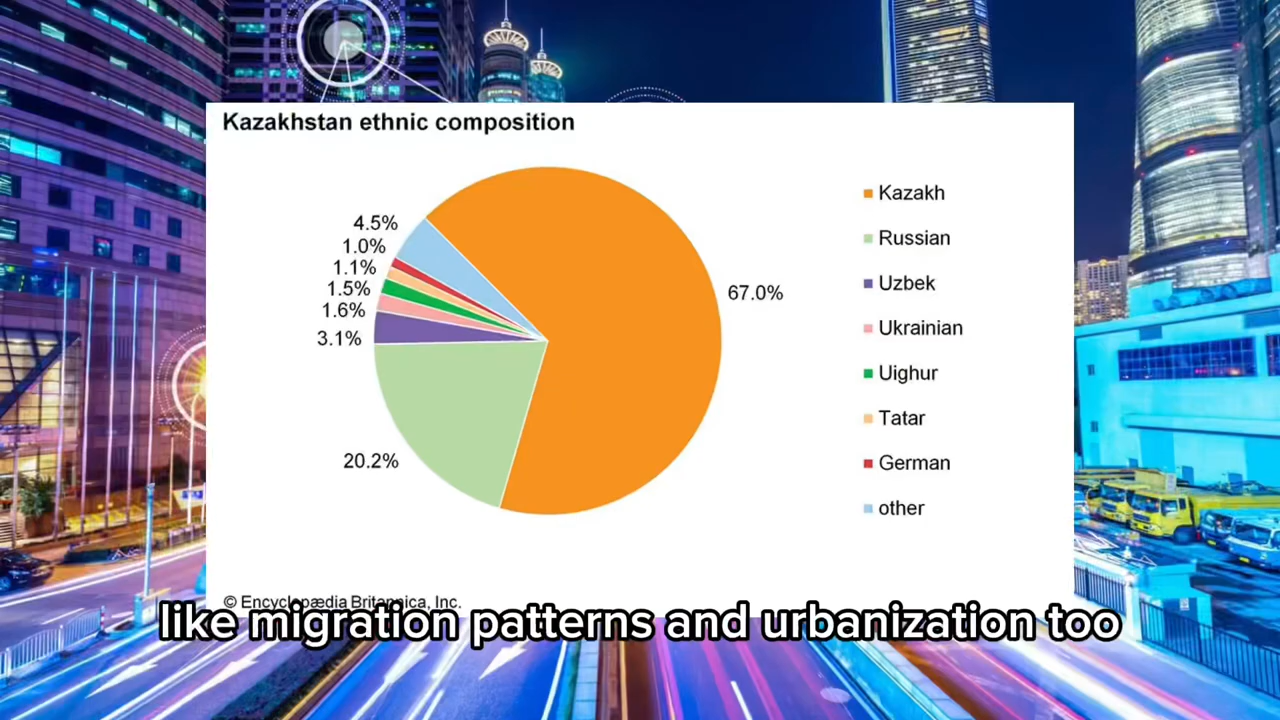 Kazakhstan ethnic composition
4.5%
1.0%
1.1%
1.5%
1.6%
3.1%
20.2%
67.0%
Kazakh
Russian
Uzbek
Ukrainian
Uighur
Tatar
German
other
© Encyclopædia Britannica, Inc.
like migration patterns and urbanization too